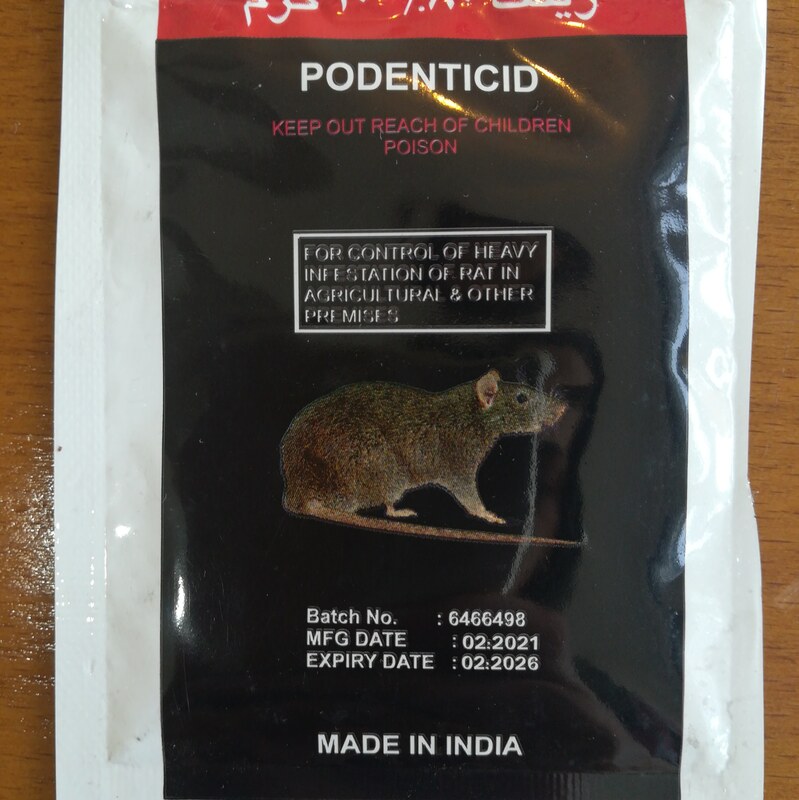 جرام
PODENTICID
KEEP OUT REACH OF CHILDREN
POISON
FOR CONTROL OF HEAVY
INFESTATION OF RAT IN
AGRICULTURAL & OTHER
PREMISES
Batch No. : 6466498
MFG DATE : 02:2021
EXPIRY DATE : 02:2026
MADE IN INDIA